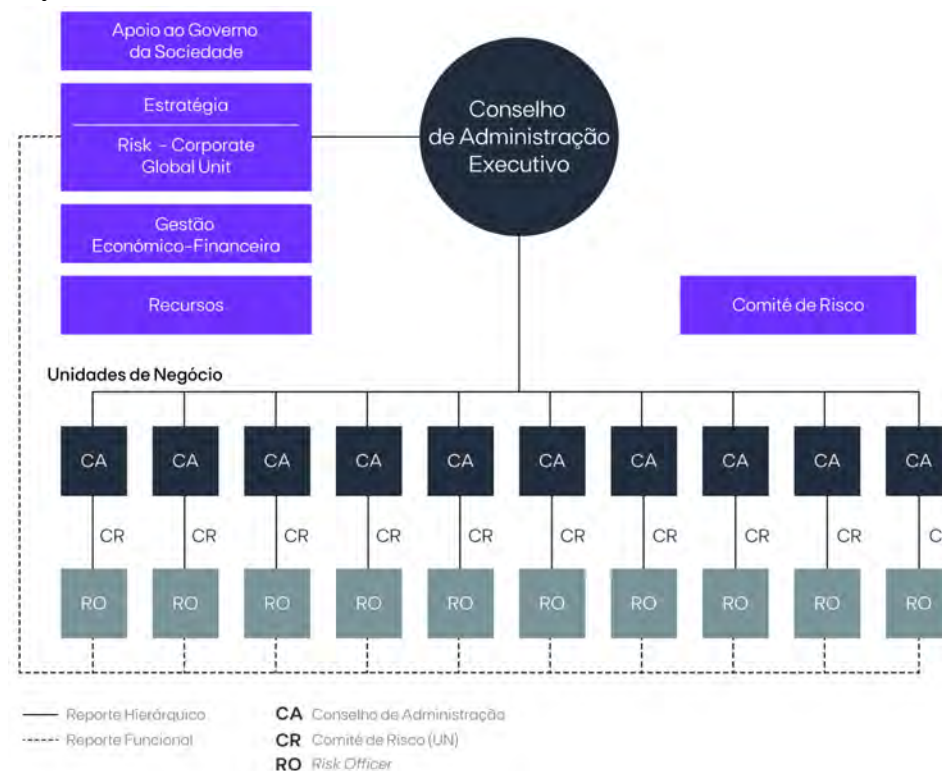 Apoio ao Governo
da Sociedade
Estratégia
Risk - Corporate
Global Unit
Gestão
Económico-Financeira
Recursos
Conselho
de Administração
Executivo
Comité de Risco
Unidades de Negócio
CA CA CA CA CA CA CA CA CA CA
CR CR CR CR CR CR CR CR CR C
RO RO RO RO RO RO RO RO RO RO
Reporte Hierárquico
Reporte Funcional
CA Conselho de Administração
CR Comité de Risco (UN)
RO Risk Officer